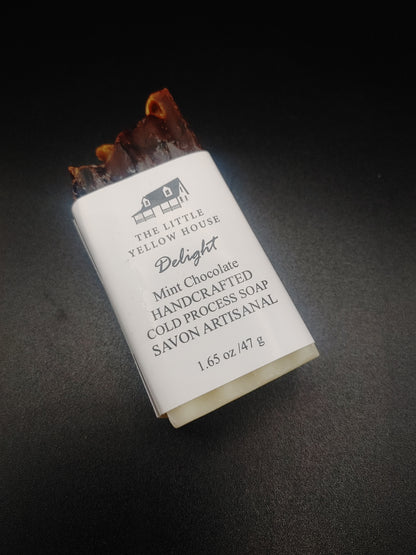 THE LITTLE
YELLOW HOUSE
Delight
Mint Chocolate
HANDCRAFTED
COLD PROCESS SOAP
SAVON ARTISANAL
1.65 oz /47 g